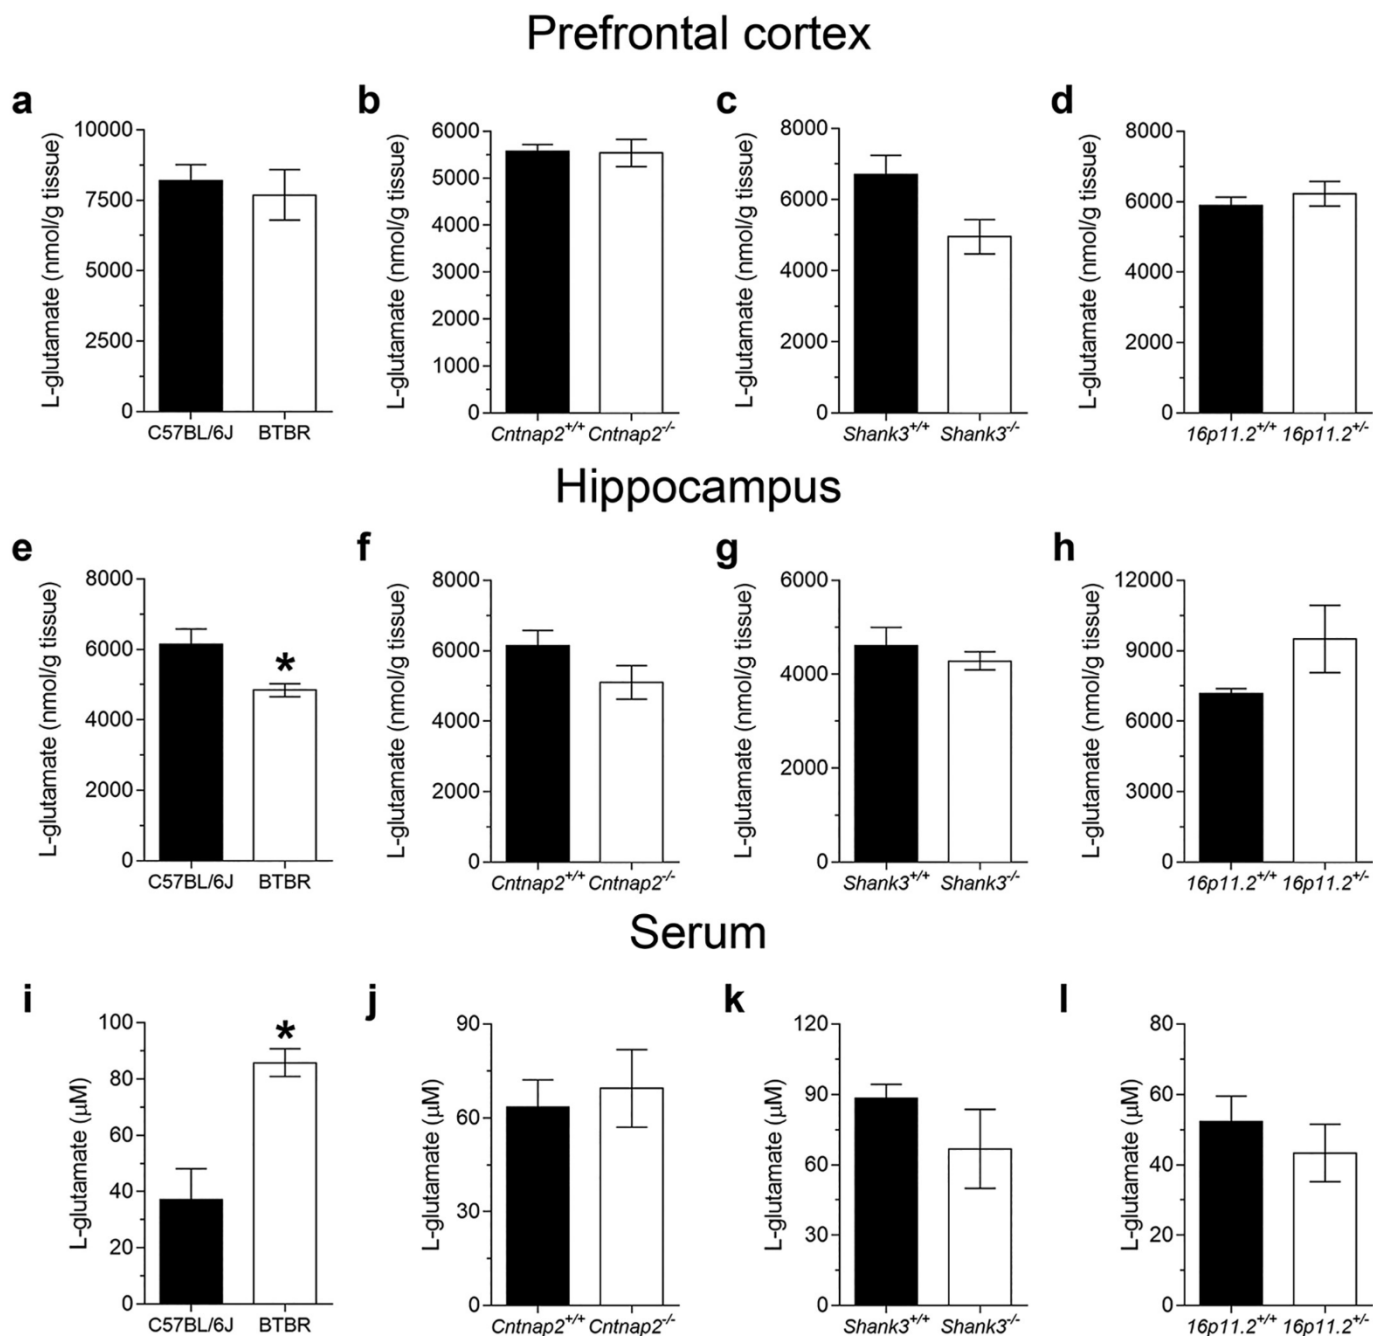 Prefrontal cortex
a b c d
L-glutamate (nmol/g tissue) L-glutamate (nmol/g tissue) L-glutamate (nmol/g tissue) L-glutamate (nmol/g tissue)
10000 6000 8000 8000
7500 5000 6000 6000
5000 4000 4000 4000
2500 3000 2000 2000
0 2000 0 0
1000
0
C57BL/6J BTBR Cntnap2+/+ Cntnap2-/- Shank3+/+ Shank3-/- 16p11.2+/+ 16p11.2+/-
Hippocampus
e f g h
L-glutamate (nmol/g tissue) L-glutamate (nmol/g tissue) L-glutamate (nmol/g tissue) L-glutamate (nmol/g tissue)
8000 8000 6000 12000
6000 6000 4000 9000
*
4000 4000 2000 6000
2000 2000 0 3000
0 0 0
C57BL/6J BTBR Cntnap2+/+ Cntnap2-/- Shank3+/+ Shank3-/- 16p11.2+/+ 16p11.2+/-
Serum
i j k l
L-glutamate (µM) L-glutamate (µM) L-glutamate (µM) L-glutamate (µM)
100 90 120 80
*
80 60 90 60
60 30 60 40
40 0 30 20
20 0 0
0
C57BL/6J BTBR Cntnap2+/+ Cntnap2-/- Shank3+/+ Shank3-/- 16p11.2+/+ 16p11.2+/-